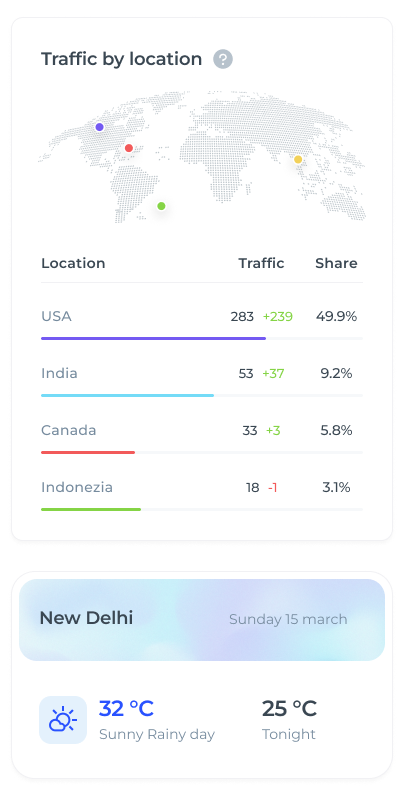 Traffic by location ?
Location Traffic Share
USA 283 +239 49.9%
India 53 +37 9.2%
Canada 33 +3 5.8%
Indonezia 18 -1 3.1%
New Delhi Sunday 15 march
32 °C 25 °C
Sunny Rainy day Tonight